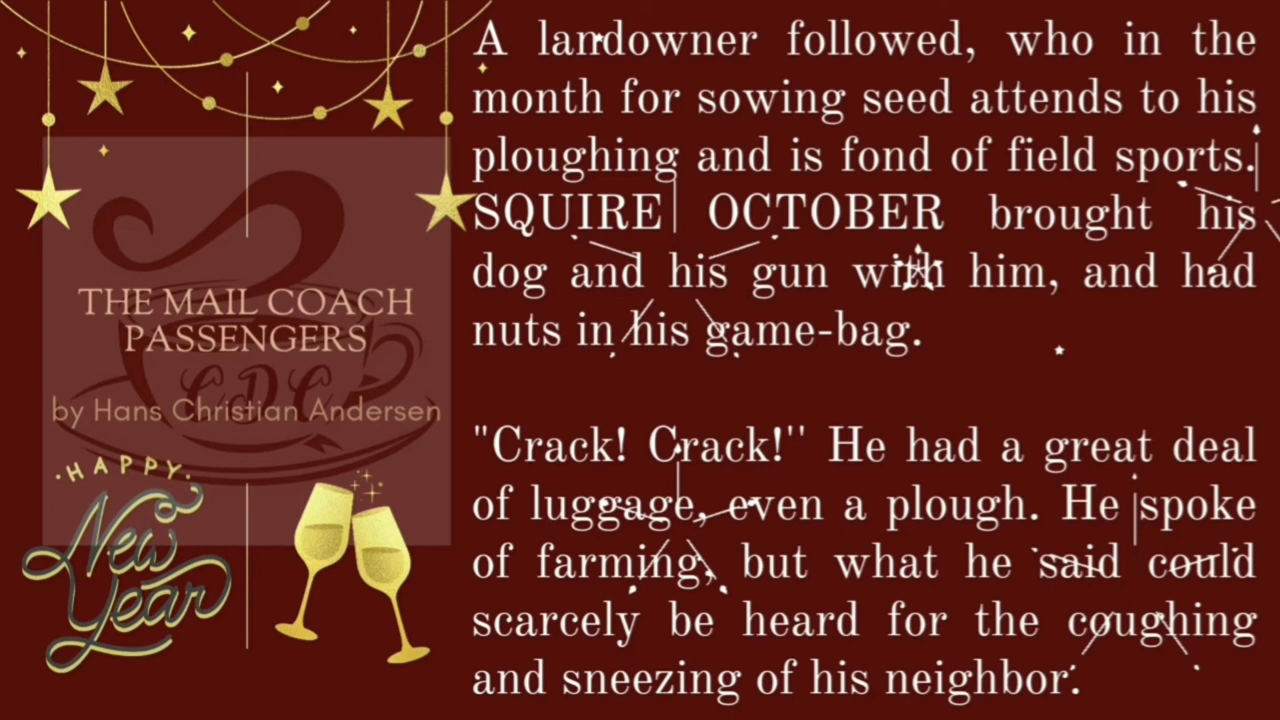 THE MAIL COACH
PASSENGERS
CDC
by Hans Christian Andersen
HAPPY
New
Year
A landowner followed, who in the
month for sowing seed attends to his
ploughing and is fond of field sports.
SQUIRE OCTOBER brought his
dog and his gun with him, and had
nuts in his game-bag.
"Crack! Crack!'' He had a great deal
of luggage, even a plough. He spoke
of farming, but what he said could
scarcely be heard for the coughing
and sneezing of his neighbor.